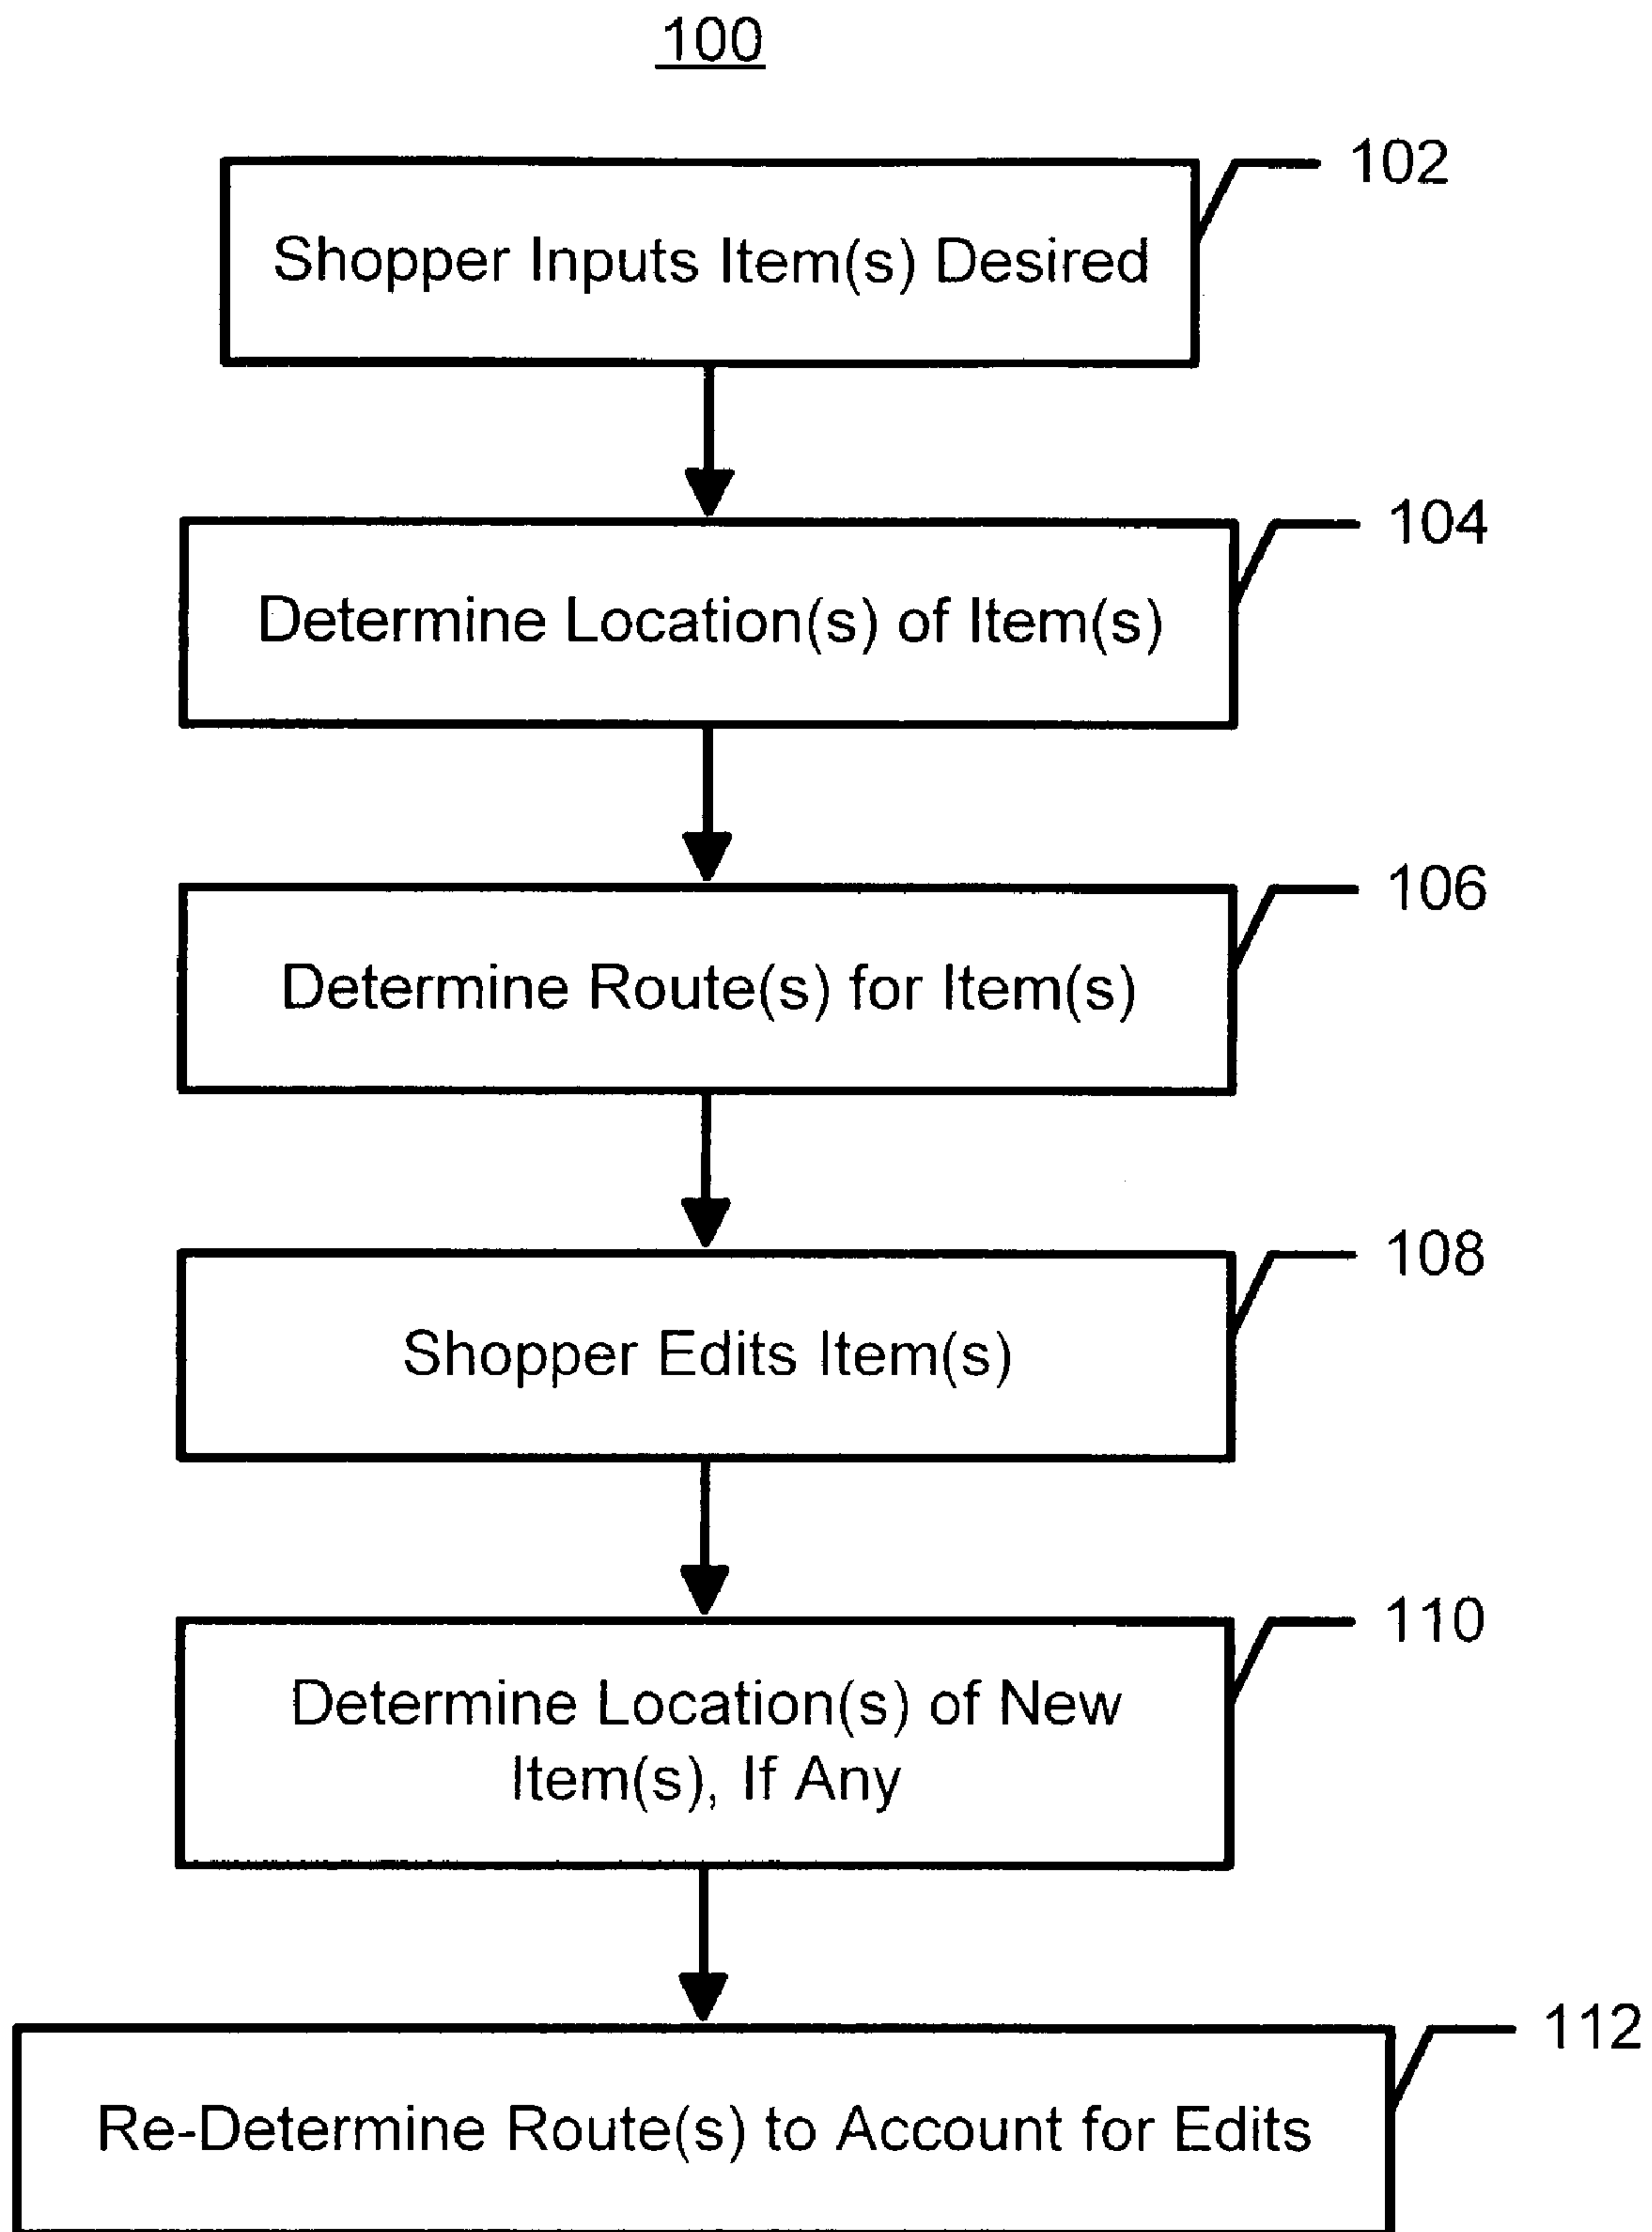 100
102
Shopper Inputs Item(s) Desired
104
Determine Location(s) of Item(s)
106
Determine Route(s) for Item(s)
108
Shopper Edits Item(s)
110
Determine Location(s) of New
Item(s), If Any
112
Re-Determine Route(s) to Account for Edits